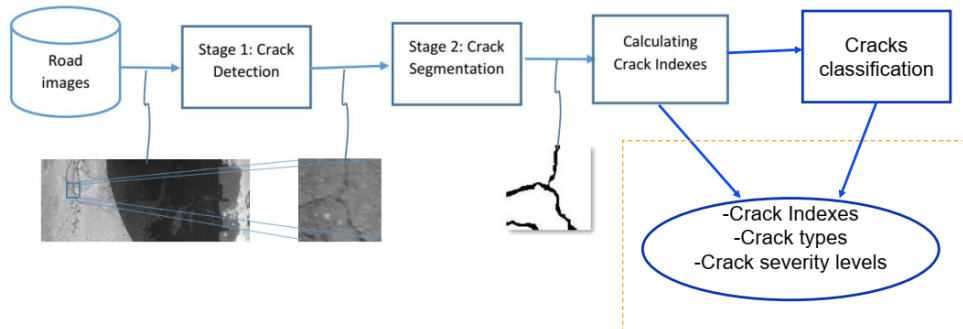 Road
images
Stage 1: Crack
Detection
Stage 2: Crack
Segmentation
Calculating
Crack Indexes
Cracks
classification
-Crack Indexes
-Crack types
-Crack severity levels